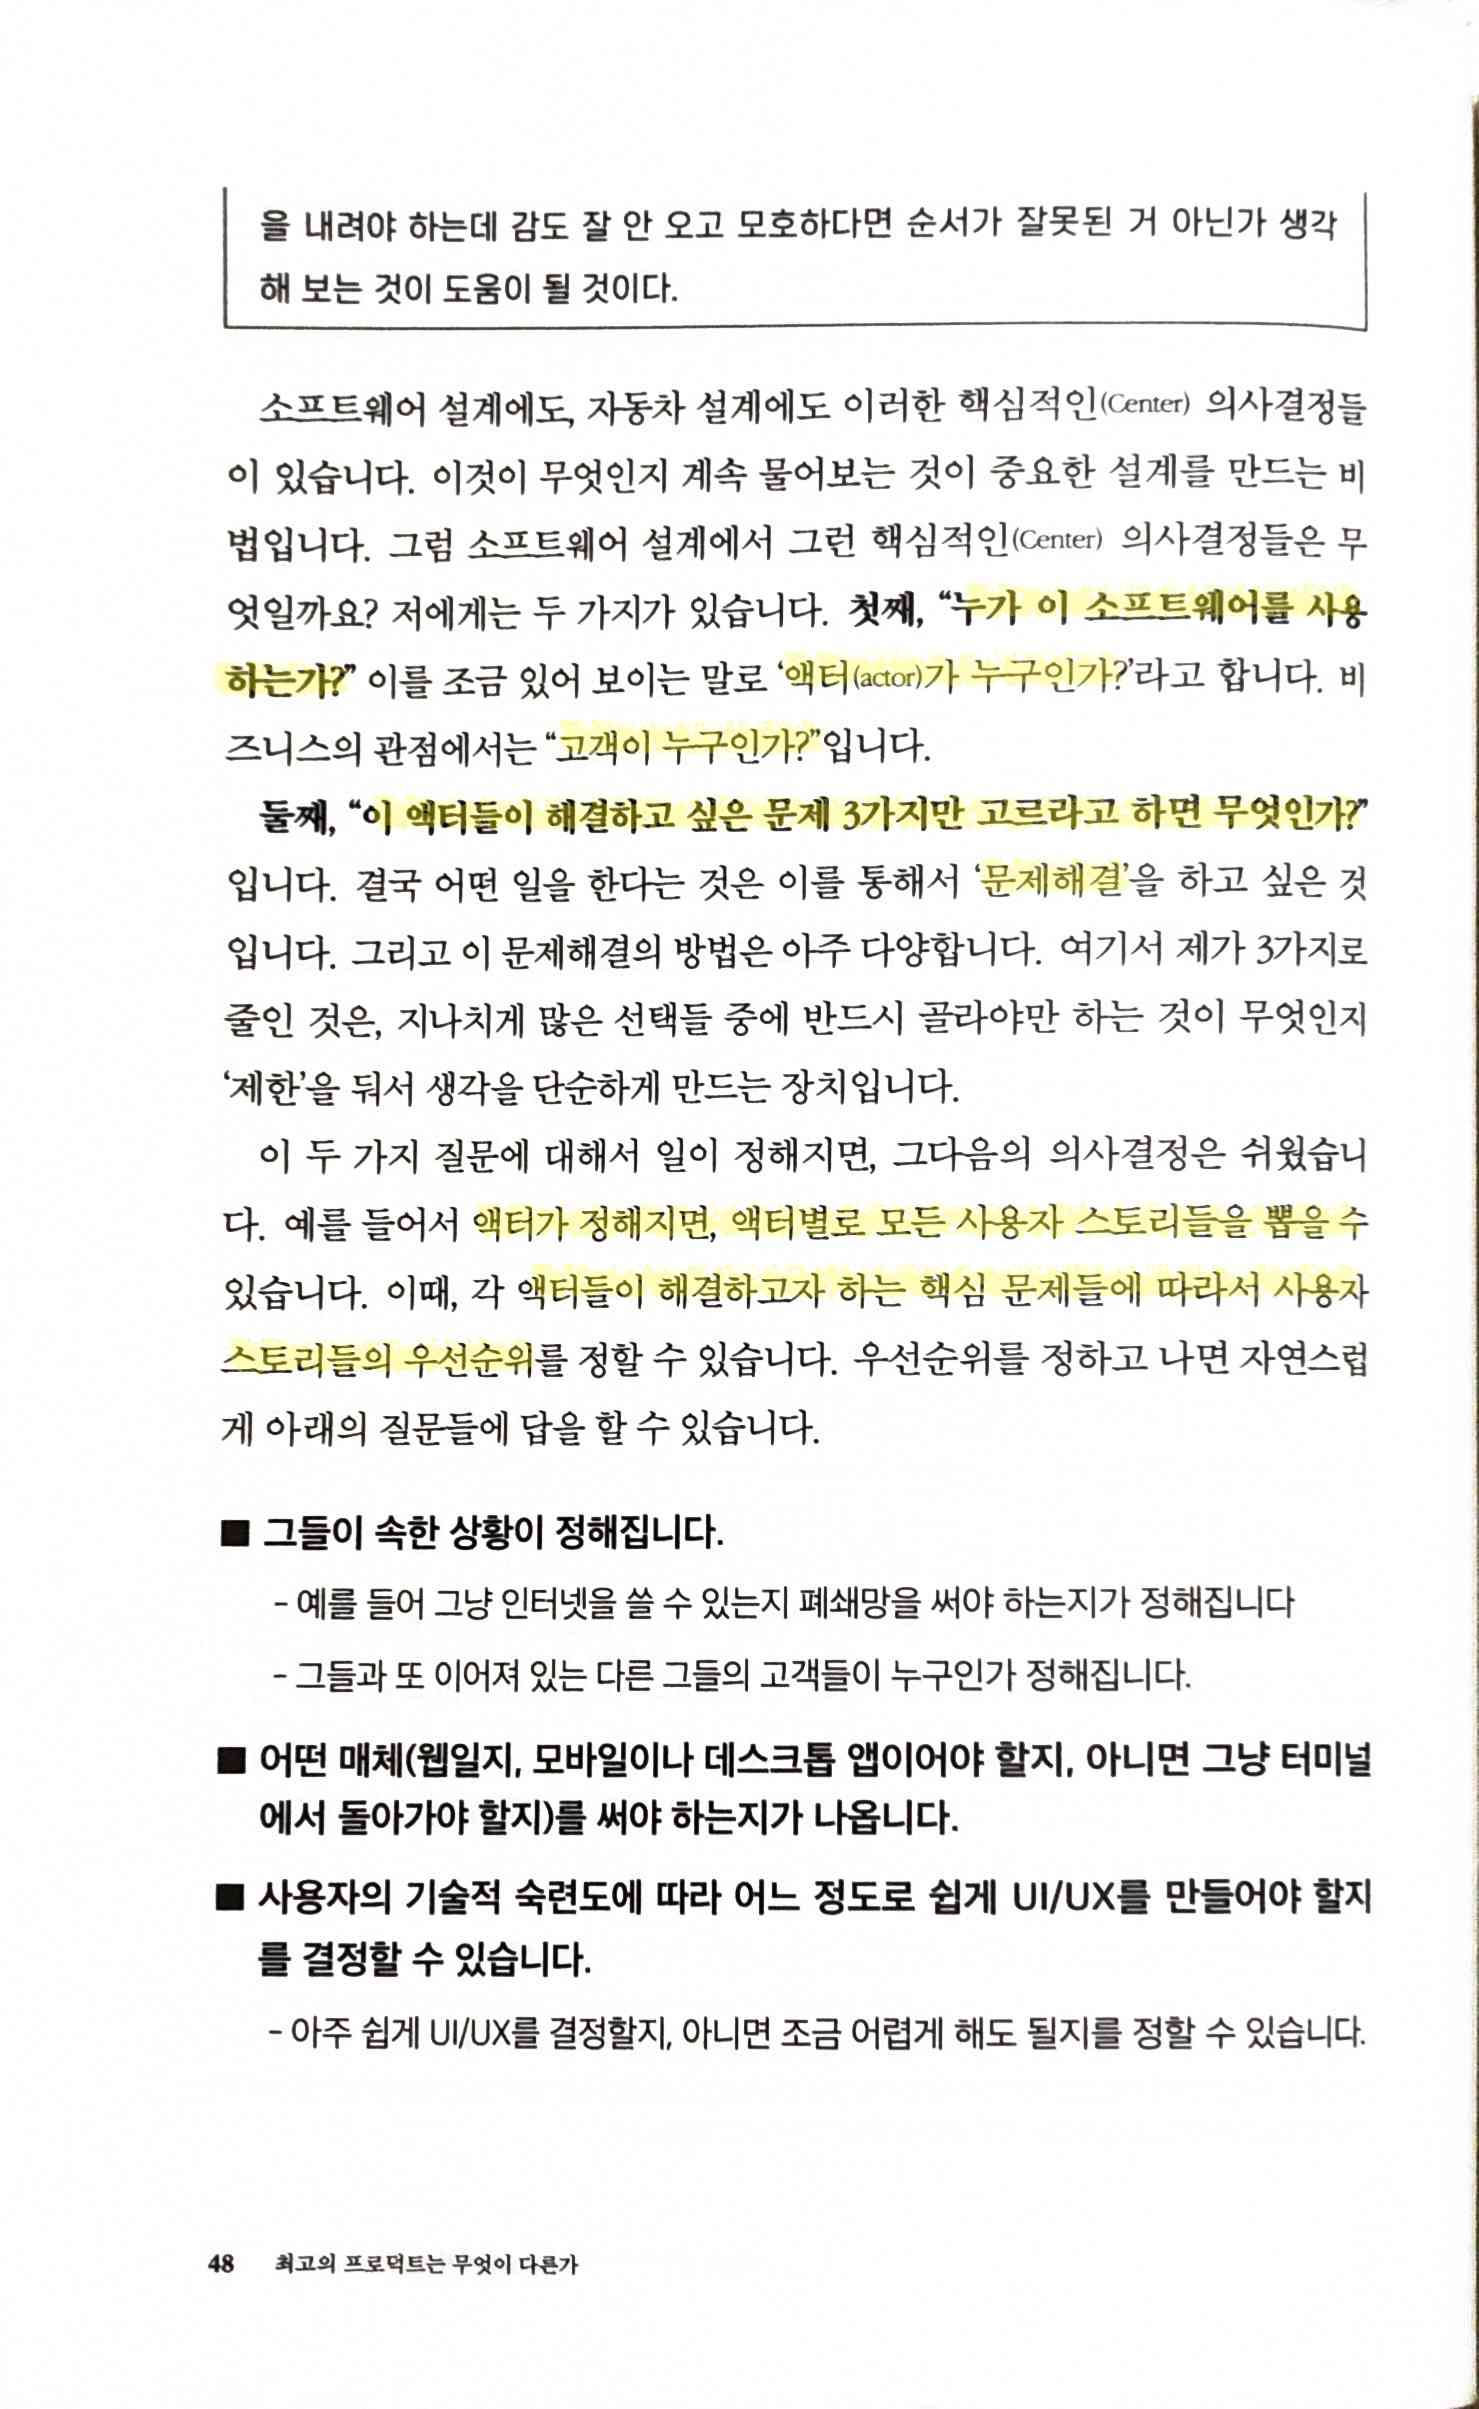 을 내려야 하는데 감도 잘 안 오고 모호하다면 순서가 잘못된 거 아닌가 생각
해 보는 것이 도움이 될 것이다.
소프트웨어 설계에도, 자동차 설계에도 이러한 핵심적인(Center) 의사결정들
이 있습니다. 이것이 무엇인지 계속 물어보는 것이 중요한 설계를 만드는 비
법입니다. 그럼 소프트웨어 설계에서 그런 핵심적인(Center) 의사결정들은 무
엇일까요? 저에게는 두 가지가 있습니다. 첫째, “누가 이 소프트웨어를 사용
하는가?” 이를 조금 있어 보이는 말로 ‘액터(actor)가 누구인가?’라고 합니다. 비
즈니스의 관점에서는 “고객이 누구인가?”입니다.
둘째, “이 액터들이 해결하고 싶은 문제 3가지만 고르라고 하면 무엇인가?”
입니다. 결국 어떤 일을 한다는 것은 이를 통해서 ‘문제해결’을 하고 싶은 것
입니다. 그리고 이 문제해결의 방법은 아주 다양합니다. 여기서 제가 3가지로
줄인 것은, 지나치게 많은 선택들 중에 반드시 골라야만 하는 것이 무엇인지
‘제한’을 둬서 생각을 단순하게 만드는 장치입니다.
이 두 가지 질문에 대해서 일이 정해지면, 그다음의 의사결정은 쉬웠습니
다. 예를 들어서 액터가 정해지면, 액터별로 모든 사용자 스토리들을 뽑을 수
있습니다. 이때, 각 액터들이 해결하고자 하는 핵심 문제들에 따라서 사용자
스토리들의 우선순위를 정할 수 있습니다. 우선순위를 정하고 나면 자연스럽
게 아래의 질문들에 답을 할 수 있습니다.
■ 그들이 속한 상황이 정해집니다.
- 예를 들어 그냥 인터넷을 쓸 수 있는지 폐쇄망을 써야 하는지가 정해집니다
- 그들과 또 이어져 있는 다른 그들의 고객들이 누구인가 정해집니다.
■ 어떤 매체(웹일지, 모바일이나 데스크톱 앱이어야 할지, 아니면 그냥 터미널
에서 돌아가야 할지)를 써야 하는지가 나옵니다.
■ 사용자의 기술적 숙련도에 따라 어느 정도로 쉽게 UI/UX를 만들어야 할지
를 결정할 수 있습니다.
- 아주 쉽게 UI/UX를 결정할지, 아니면 조금 어렵게 해도 될지를 정할 수 있습니다.
48 최고의 프로덕트는 무엇이 다른가